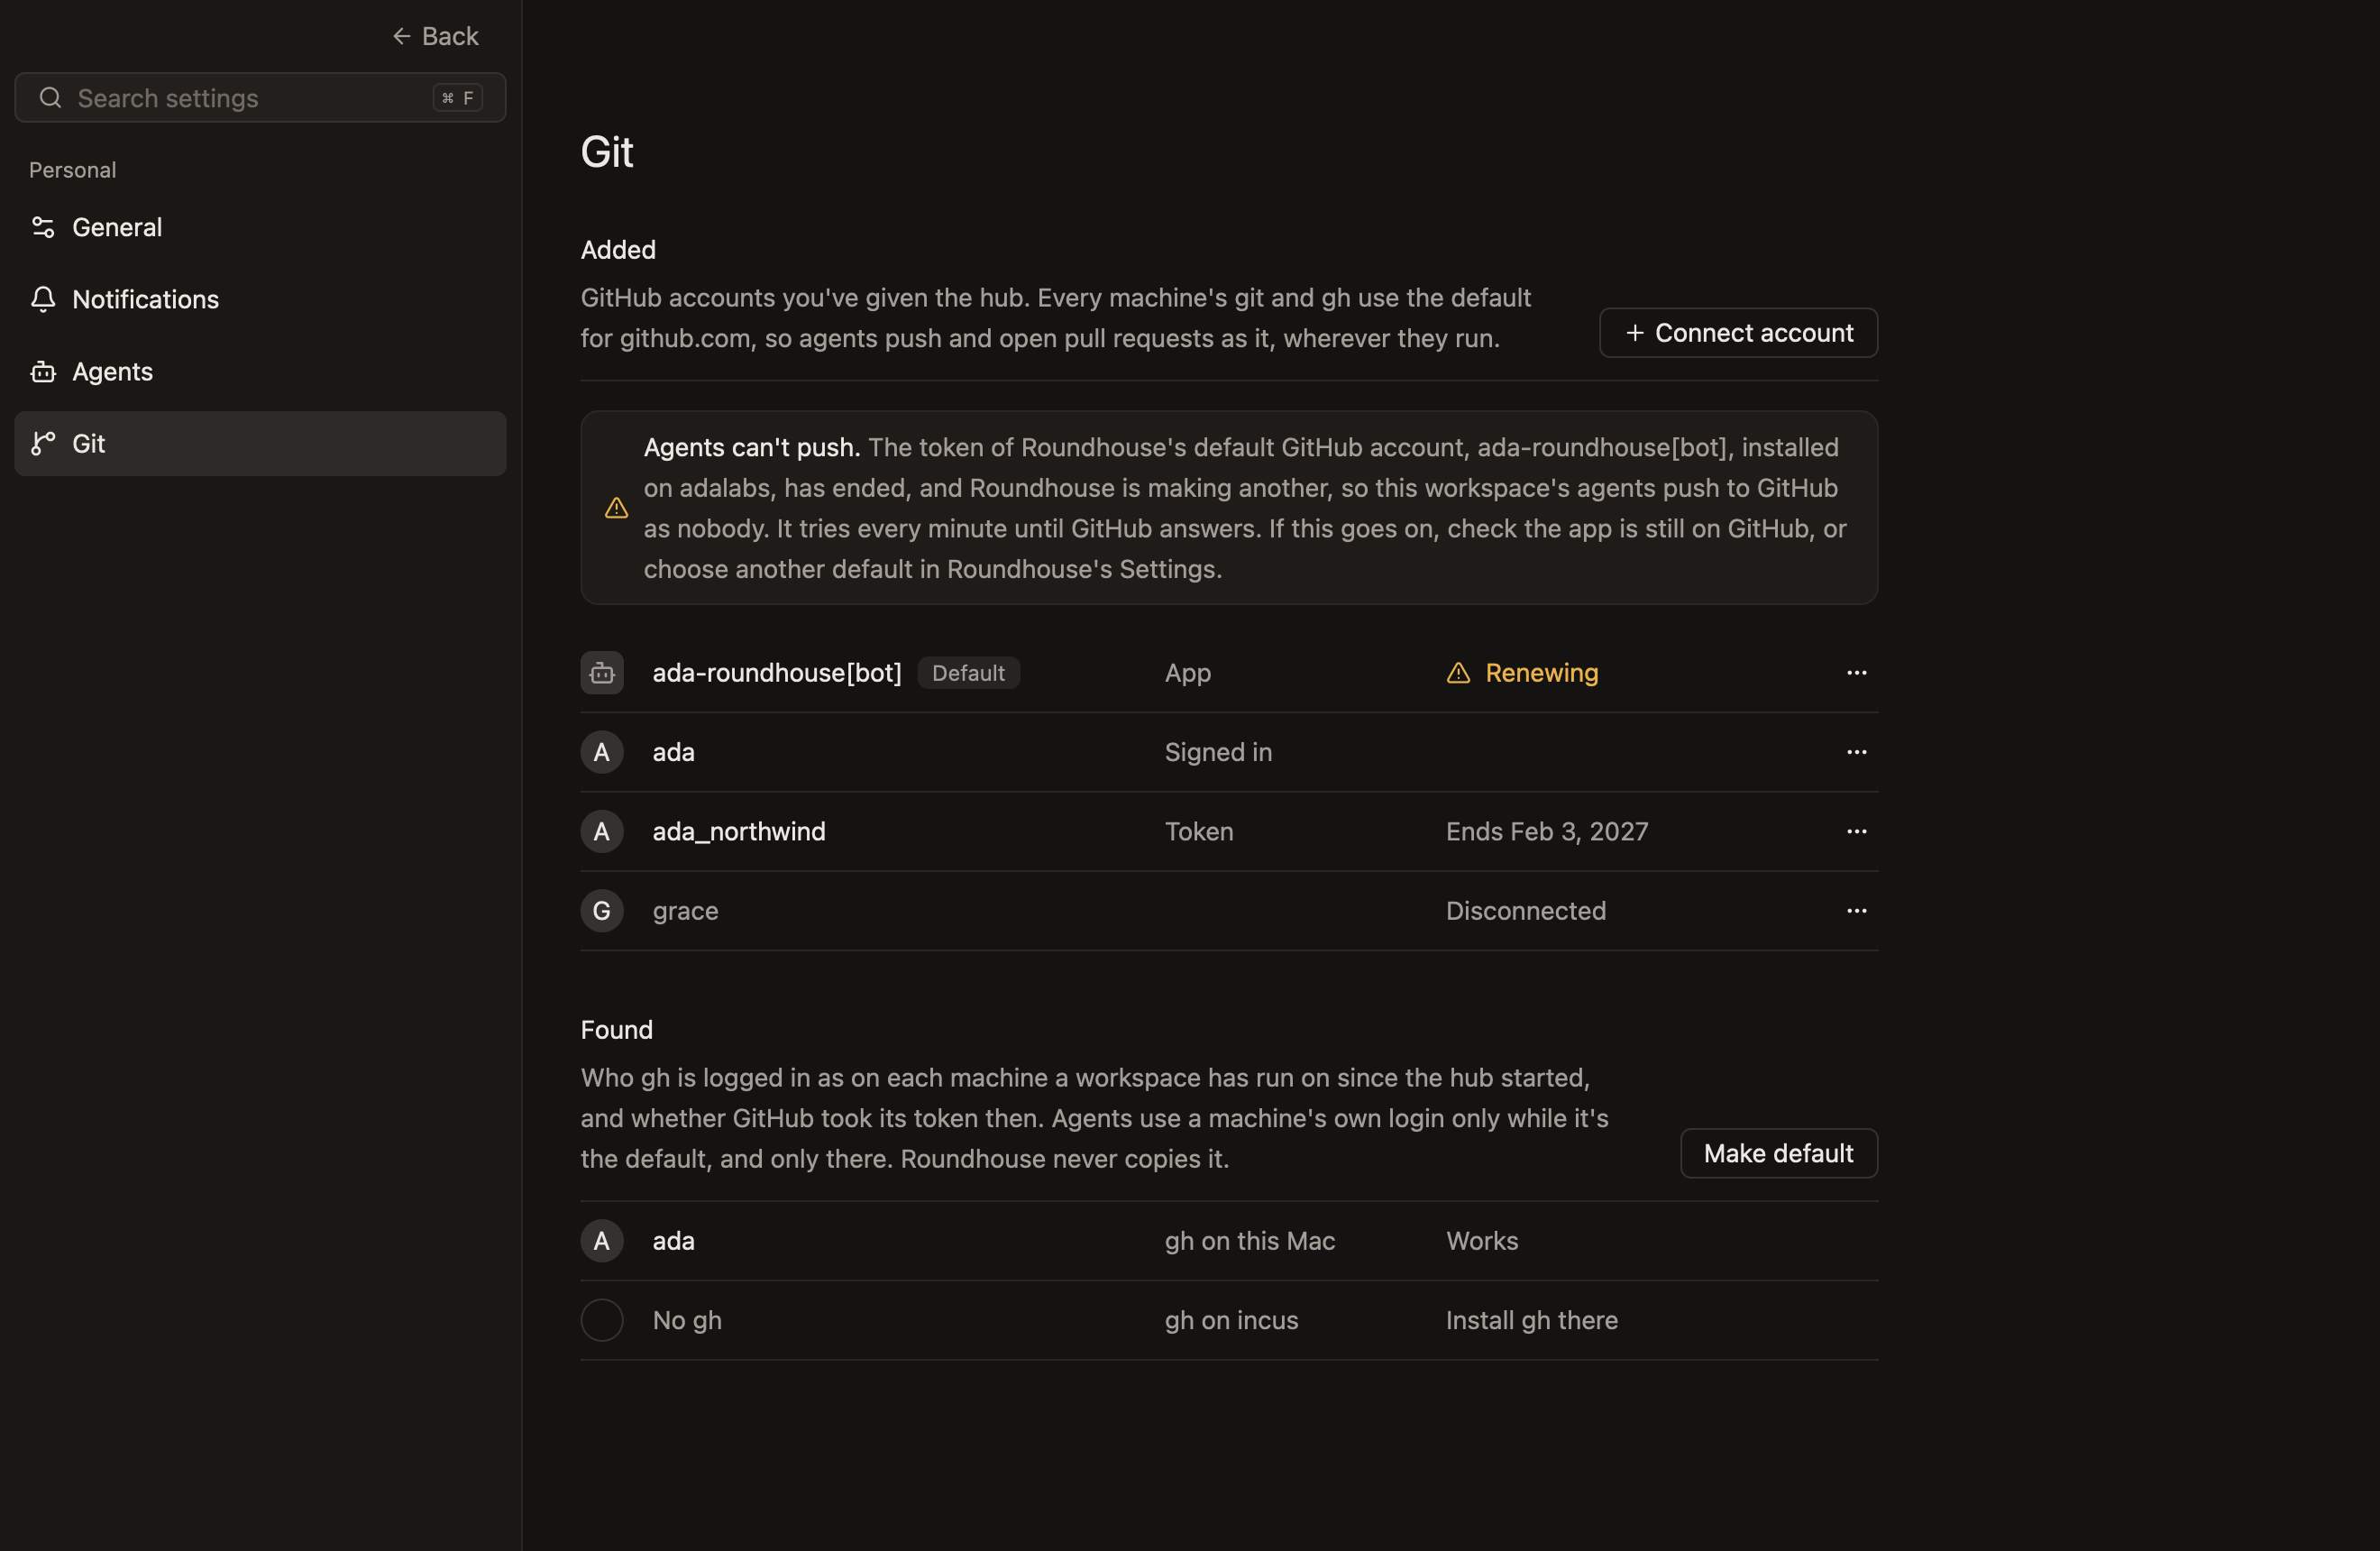 ← Back
Search settings ⌘ F
Personal
General
Notifications
Agents
Git
Git
Added
GitHub accounts you've given the hub. Every machine's git and gh use the default
for github.com, so agents push and open pull requests as it, wherever they run.
+ Connect account
Agents can't push. The token of Roundhouse's default GitHub account, ada-roundhouse[bot], installed
on adalabs, has ended, and Roundhouse is making another, so this workspace's agents push to GitHub
as nobody. It tries every minute until GitHub answers. If this goes on, check the app is still on GitHub, or
choose another default in Roundhouse's Settings.
ada-roundhouse[bot] Default App Renewing ...
A ada Signed in ...
A ada_northwind Token Ends Feb 3, 2027 ...
G grace Disconnected ...
Found
Who gh is logged in as on each machine a workspace has run on since the hub started,
and whether GitHub took its token then. Agents use a machine's own login only while it's
the default, and only there. Roundhouse never copies it.
Make default
A ada gh on this Mac Works
No gh gh on incus Install gh there